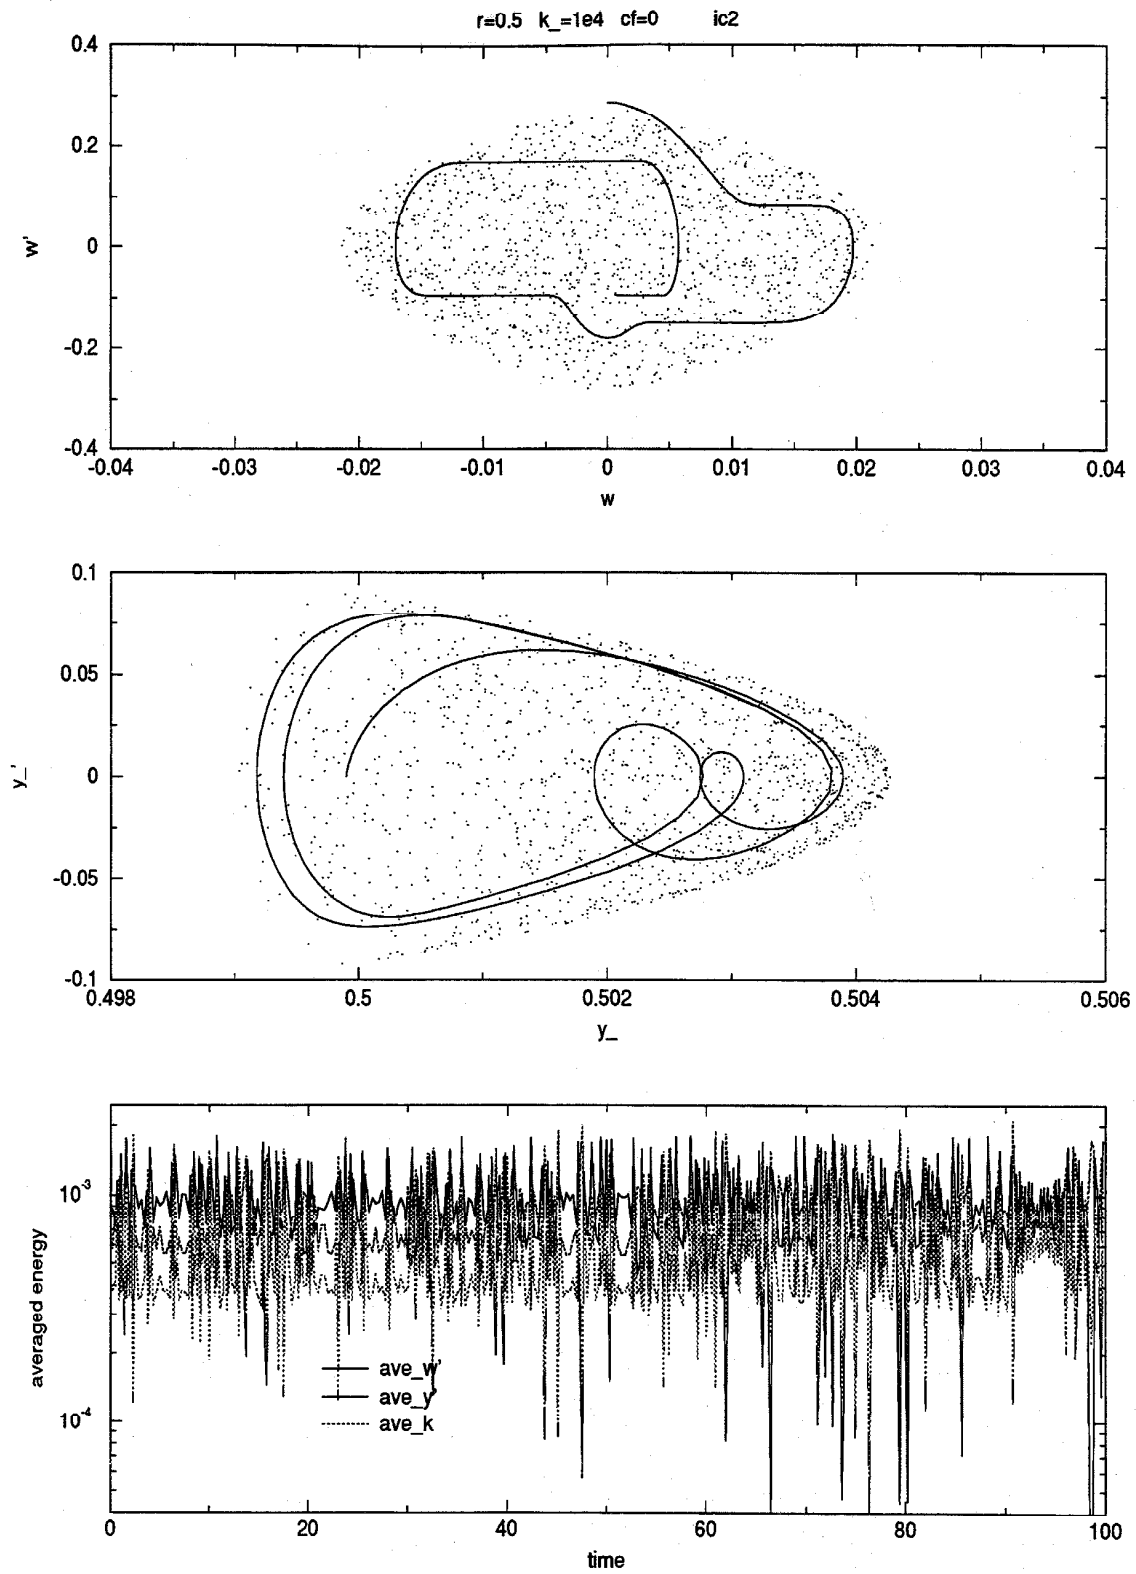 r=0.5 k_=1e4 cf=0 ic2
0.4
0.2
0
-0.2
-0.4
w'
-0.04 -0.03 -0.02 -0.01 0 0.01 0.02 0.03 0.04
w
0.1
0.05
0
-0.05
-0.1
y_'
0.498 0.5 0.502 0.504 0.506
y_
10-3
10-4
averaged energy
ave_w'
ave_y'
ave_k
0 20 40 60 80 100
time